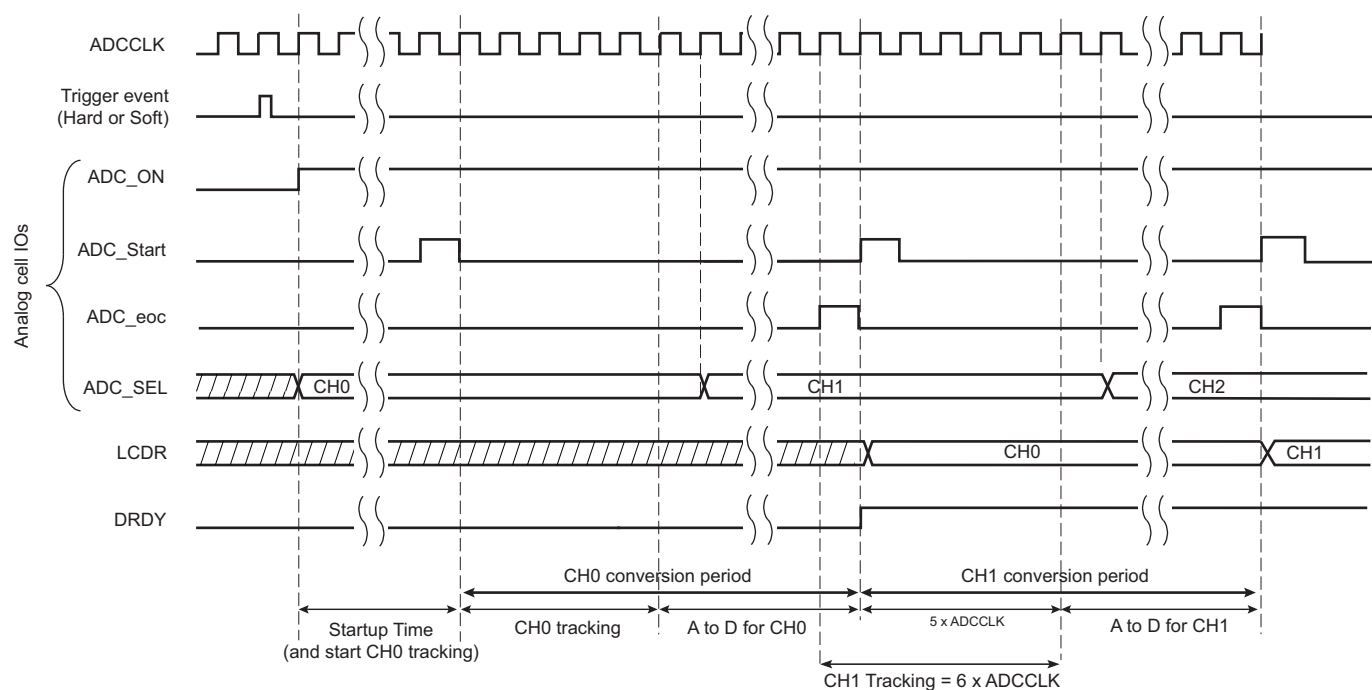 ADCCLK
Trigger event
(Hard or Soft)
Analog cell IOs
ADC_ON
ADC_Start
ADC_eoc
ADC_SEL
CH0
CH1
CH2
LCDR
CH0
CH1
DRDY
CH0 conversion period
CH1 conversion period
Startup Time
(and start CH0 tracking)
CH0 tracking
A to D for CH0
5 x ADCCLK
A to D for CH1
CH1 Tracking = 6 x ADCCLK